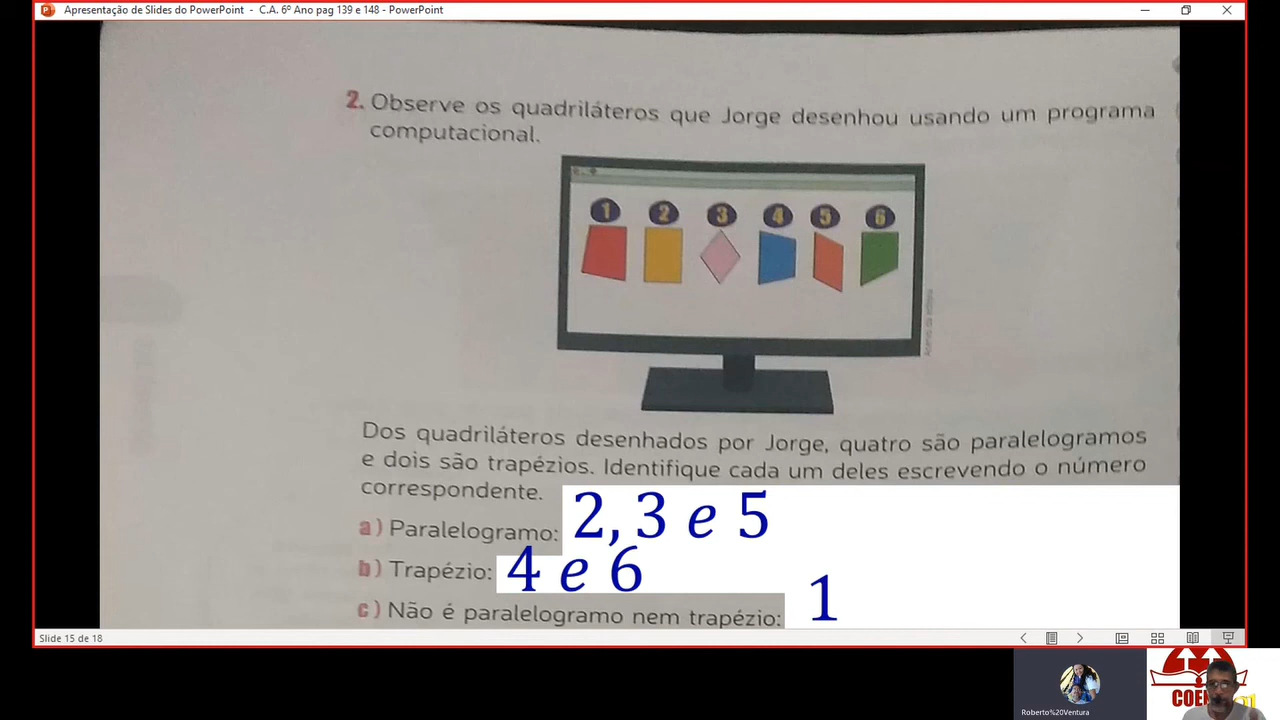 Apresentação de Slides do PowerPoint - C.A. 6º Ano pag 139 e 148 - PowerPoint
2. Observe os quadriláteros que Jorge desenhou usando um programa
computacional.
1 2 3 4 5 6
Dos quadriláteros desenhados por Jorge, quatro são paralelogramos
e dois são trapézios. Identifique cada um deles escrevendo o número
correspondente.
a) Paralelogramo: 2, 3 e 5
b) Trapézio: 4 e 6
c) Não é paralelogramo nem trapézio: 1
Slide 15 de 18
Roberto%20Ventura